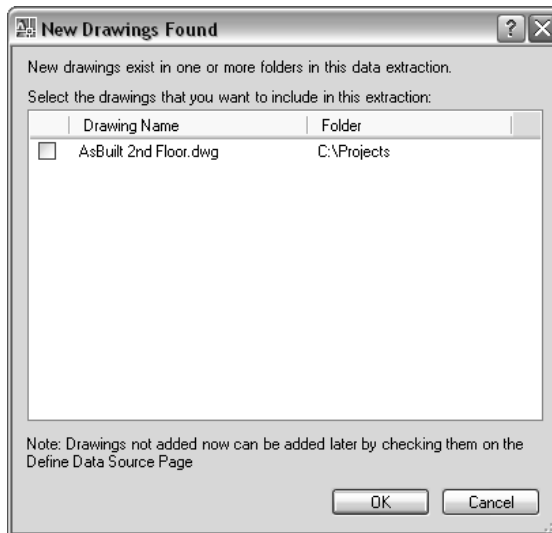 New Drawings Found
New drawings exist in one or more folders in this data extraction.
Select the drawings that you want to include in this extraction:
Drawing Name Folder
AsBuilt 2nd Floor.dwg C:\Projects
Note: Drawings not added now can be added later by checking them on the
Define Data Source Page
OK Cancel